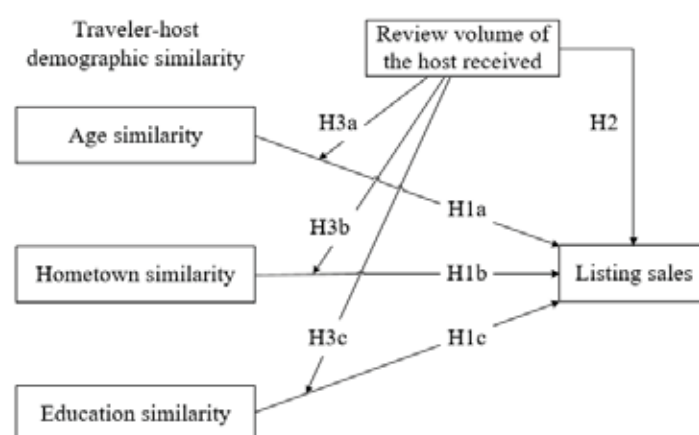 Traveler-host
demographic similarity
Review volume of
the host received
Age similarity
H3a
H2
H1a
H3b
Hometown similarity
H1b
Listing sales
H3c
H1c
Education similarity